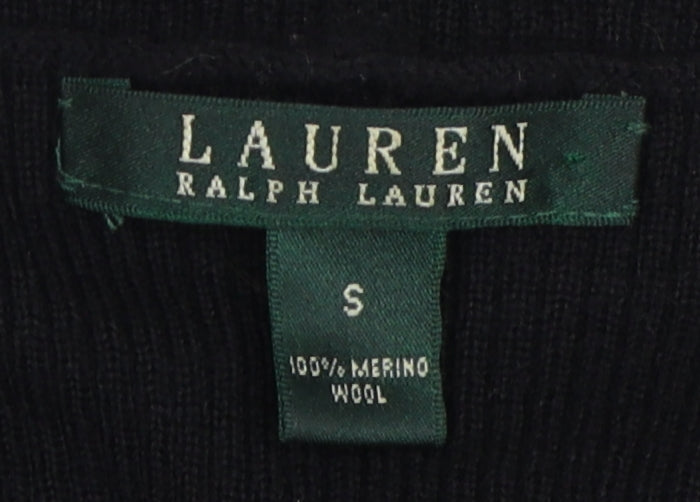 LAUREN
RALPH LAUREN
S
100% MERINO
WOOL